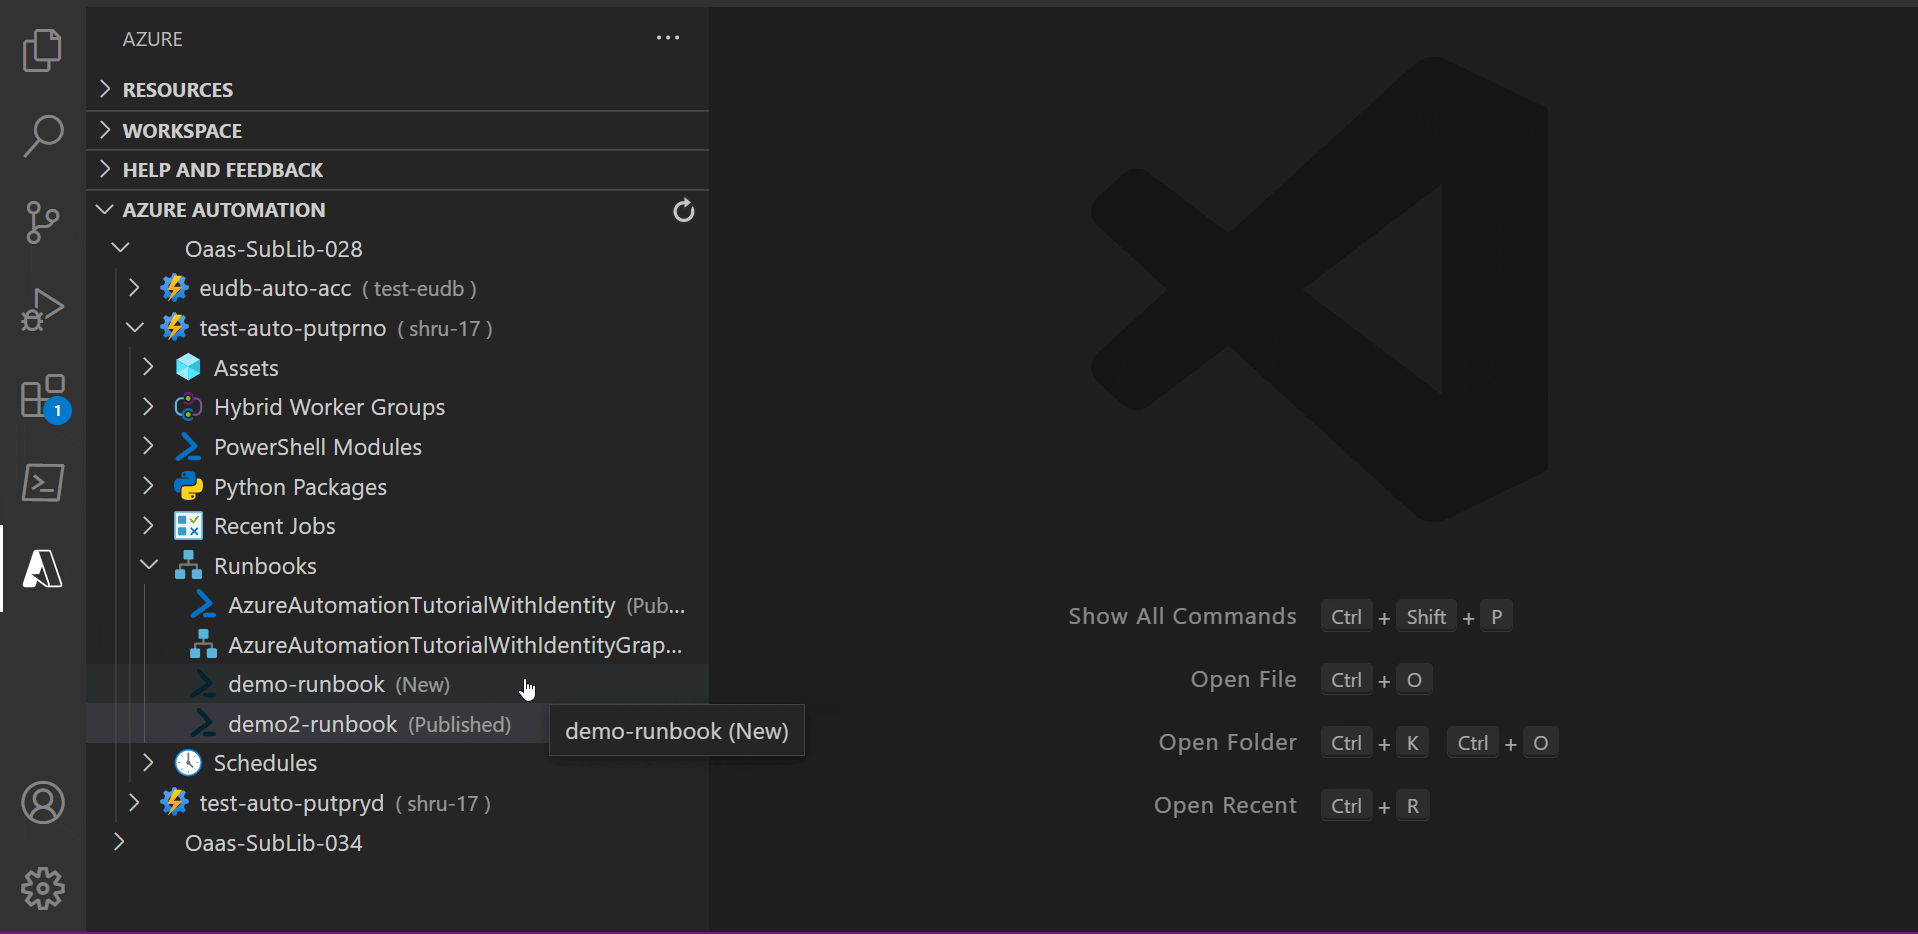 AZURE
RESOURCES
WORKSPACE
HELP AND FEEDBACK
AZURE AUTOMATION
Oaas-SubLib-028
eudb-auto-acc ( test-eudb )
test-auto-putprno ( shru-17 )
Assets
Hybrid Worker Groups
1
PowerShell Modules
Python Packages
Recent Jobs
Runbooks
AzureAutomationTutorialWithIdentity (Pub...
AzureAutomationTutorialWithIdentityGrap...
demo-runbook (New)
demo2-runbook (Published)
demo-runbook (New)
Schedules
test-auto-putpryd ( shru-17 )
Oaas-SubLib-034
Show All Commands Ctrl + Shift + P
Open File Ctrl + O
Open Folder Ctrl + K Ctrl + O
Open Recent Ctrl + R